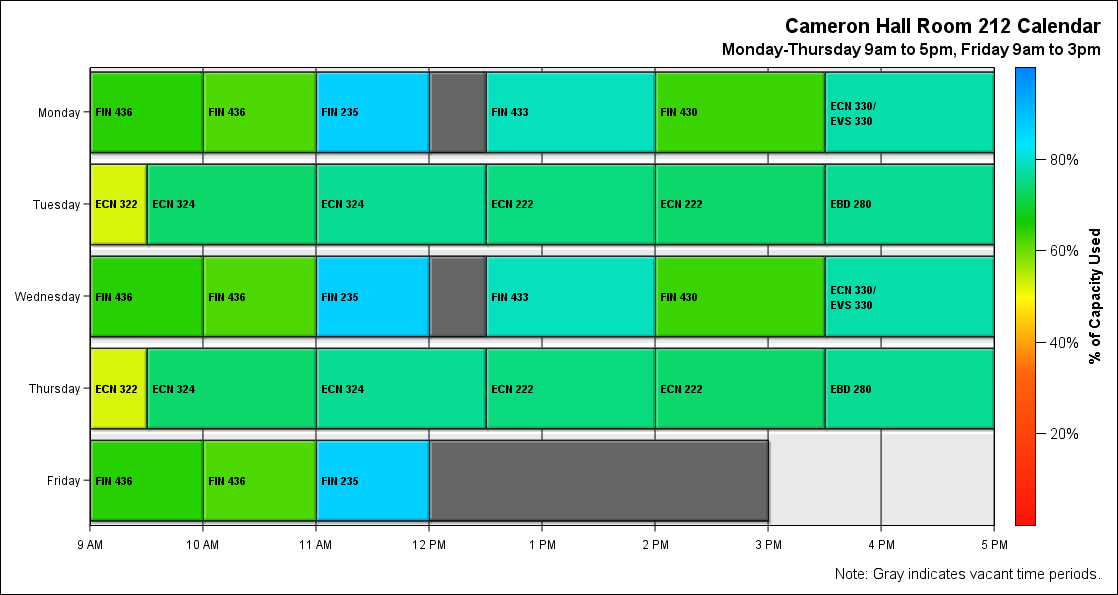 Cameron Hall Room 212 Calendar
Monday-Thursday 9am to 5pm, Friday 9am to 3pm
Monday
FIN 436
FIN 436
FIN 235
FIN 433
FIN 430
ECN 330/
EVS 330
Tuesday
ECN 322
ECN 324
ECN 324
ECN 222
ECN 222
EBD 280
Wednesday
FIN 436
FIN 436
FIN 235
FIN 433
FIN 430
ECN 330/
EVS 330
Thursday
ECN 322
ECN 324
ECN 324
ECN 222
ECN 222
EBD 280
Friday
FIN 436
FIN 436
FIN 235
9 AM
10 AM
11 AM
12 PM
1 PM
2 PM
3 PM
4 PM
5 PM
80%
60%
40%
20%
% of Capacity Used
Note: Gray indicates vacant time periods.